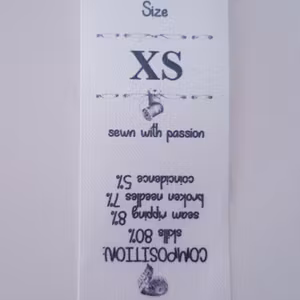 Size
XS
sewn with passion
COMPOSITION:
skills 80%
seam ripping 8%
broken needles 7%
coincidence 5%